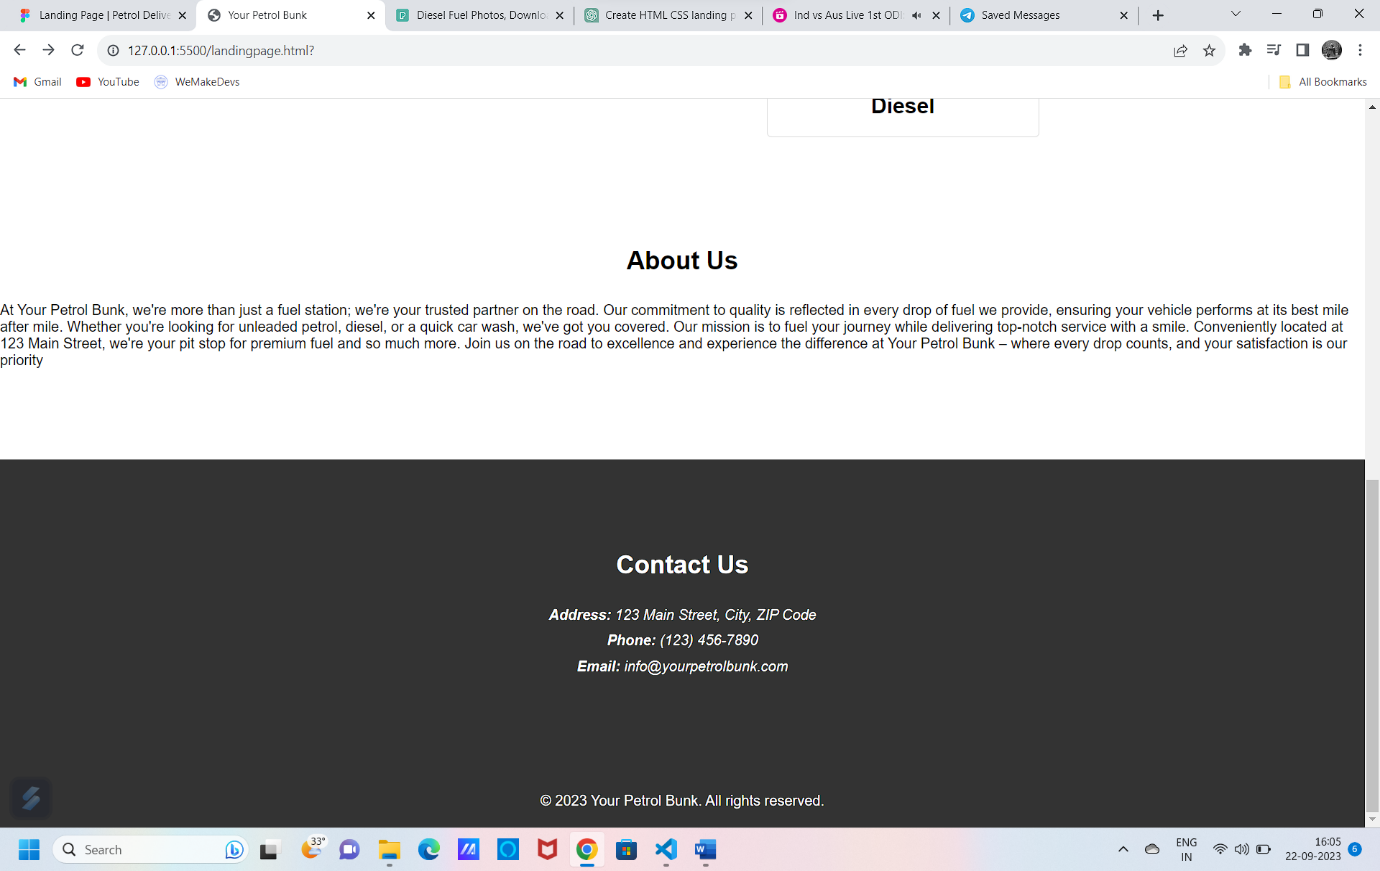 Landing Page | Petrol Delive
Your Petrol Bunk
Diesel Fuel Photos, Downlo
Create HTML CSS landing p
Ind vs Aus Live 1st ODI
Saved Messages
127.0.0.1:5500/landingpage.html?
Gmail
YouTube
WeMakeDevs
All Bookmarks
Diesel
About Us
At Your Petrol Bunk, we're more than just a fuel station; we're your trusted partner on the road. Our commitment to quality is reflected in every drop of fuel we provide, ensuring your vehicle performs at its best mile
after mile. Whether you're looking for unleaded petrol, diesel, or a quick car wash, we've got you covered. Our mission is to fuel your journey while delivering top-notch service with a smile. Conveniently located at
123 Main Street, we're your pit stop for premium fuel and so much more. Join us on the road to excellence and experience the difference at Your Petrol Bunk – where every drop counts, and your satisfaction is our
priority
Contact Us
Address: 123 Main Street, City, ZIP Code
Phone: (123) 456-7890
Email: info@yourpetrolbunk.com
© 2023 Your Petrol Bunk. All rights reserved.
Search
33°
ENG
IN
16:05
22-09-2023
6